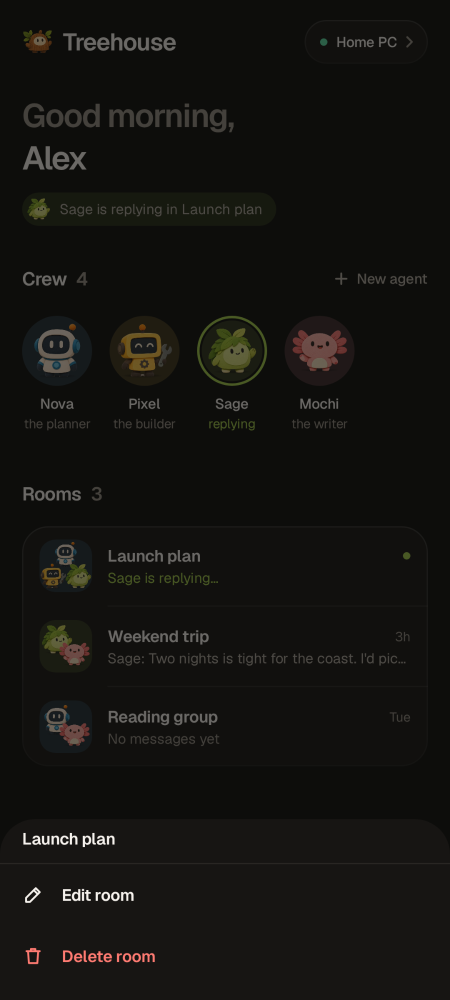 Treehouse
Home PC
Good morning,
Alex
Sage is replying in Launch plan
Crew 4
New agent
Nova
the planner
Pixel
the builder
Sage
replying
Mochi
the writer
Rooms 3
Launch plan
Sage is replying...
Weekend trip
3h
Sage: Two nights is tight for the coast. I'd pic...
Reading group
Tue
No messages yet
Launch plan
Edit room
Delete room